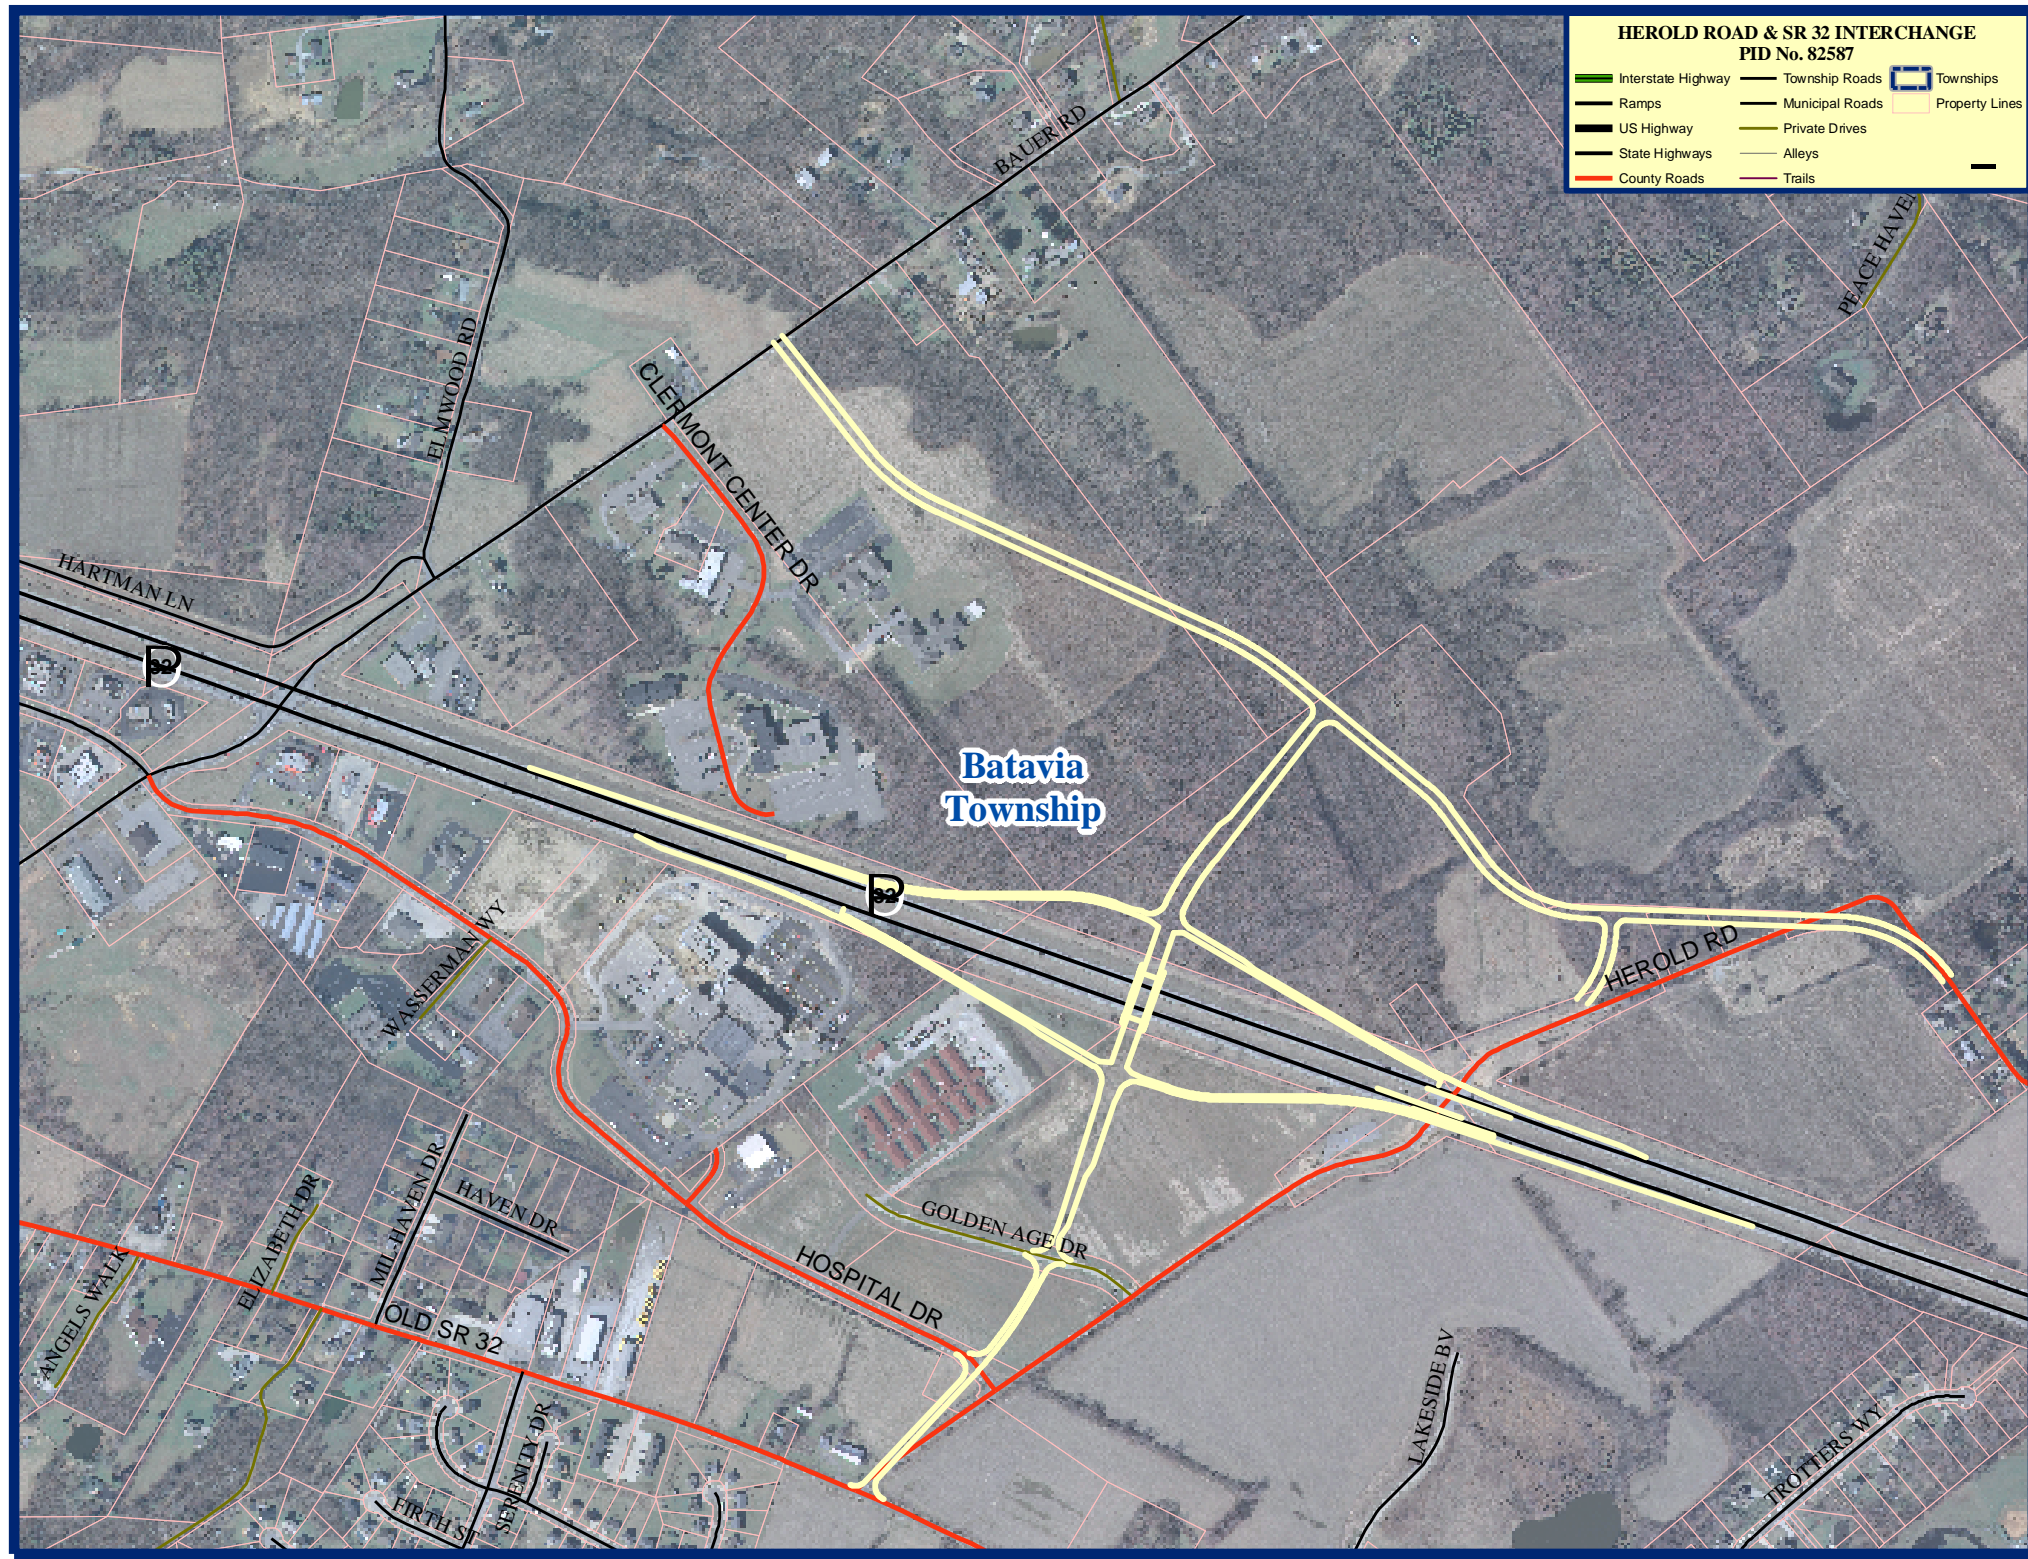 HEROLD ROAD & SR 32 INTERCHANGE
PID No. 82587
Interstate Highway
Township Roads
Townships
Ramps
Municipal Roads
Property Lines
US Highway
Private Drives
State Highways
Alleys
County Roads
Trails
BAUER RD
PEACE HAVEN
ELMWOOD RD
CLERMONT CENTER DR
HARTMAN LN
32
Batavia
Township
32
WASSERMAN WY
HEROLD RD
MIL-HAVEN DR
HAVEN DR
ELIZABETH DR
ANGELS WALK
GOLDEN AGE DR
HOSPITAL DR
OLD SR 32
LAKESIDE BV
SERENITY DR
FIRTH ST
TROTTERS WY